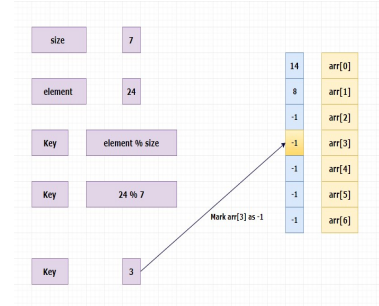 size 7
element 24
Key element % size
Key 24 % 7
Key 3
Mark arr[3] as -1
14 arr[0]
8 arr[1]
-1 arr[2]
-1 arr[3]
-1 arr[4]
-1 arr[5]
-1 arr[6]